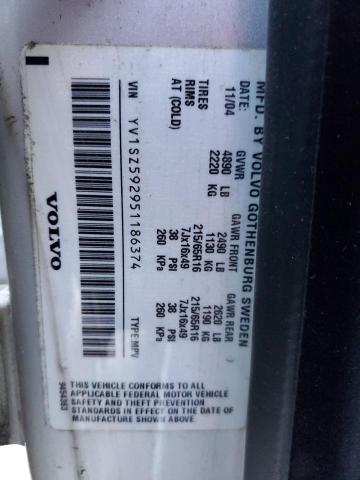 MFD. BY VOLVO GOTHENBURG SWEDEN
DATE: GVWR GAWR FRONT GAWR REAR
11/04 4890 LB 2490 LB 2620 LB
2220 KG 1130 KG 1190 KG
TIRES 215/65R16 215/65R16
RIMS 7Jx16x49 7Jx16x49
AT (COLD) 38 PSI 38 PSI
260 KPa 260 KPa
YV1SZ592951186374
VIN TYPE:MPV
VOLVO
THIS VEHICLE CONFORMS TO ALL
APPLICABLE FEDERAL MOTOR VEHICLE
SAFETY AND THEFT PREVENTION
STANDARDS IN EFFECT ON THE DATE OF
MANUFACTURE SHOWN ABOVE.